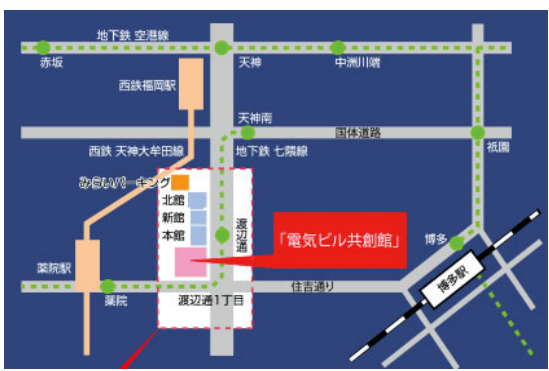 地下鉄 空港線
赤坂
天神
中洲川端
西鉄福岡駅
天神南
国体道路
西鉄 天神大牟田線
地下鉄 七隈線
祇園
みらいパーキング
北館
新館
本館
渡辺通
「電気ビル共創館」
博多
博多駅
薬院駅
薬院
渡辺通1丁目
住吉通り